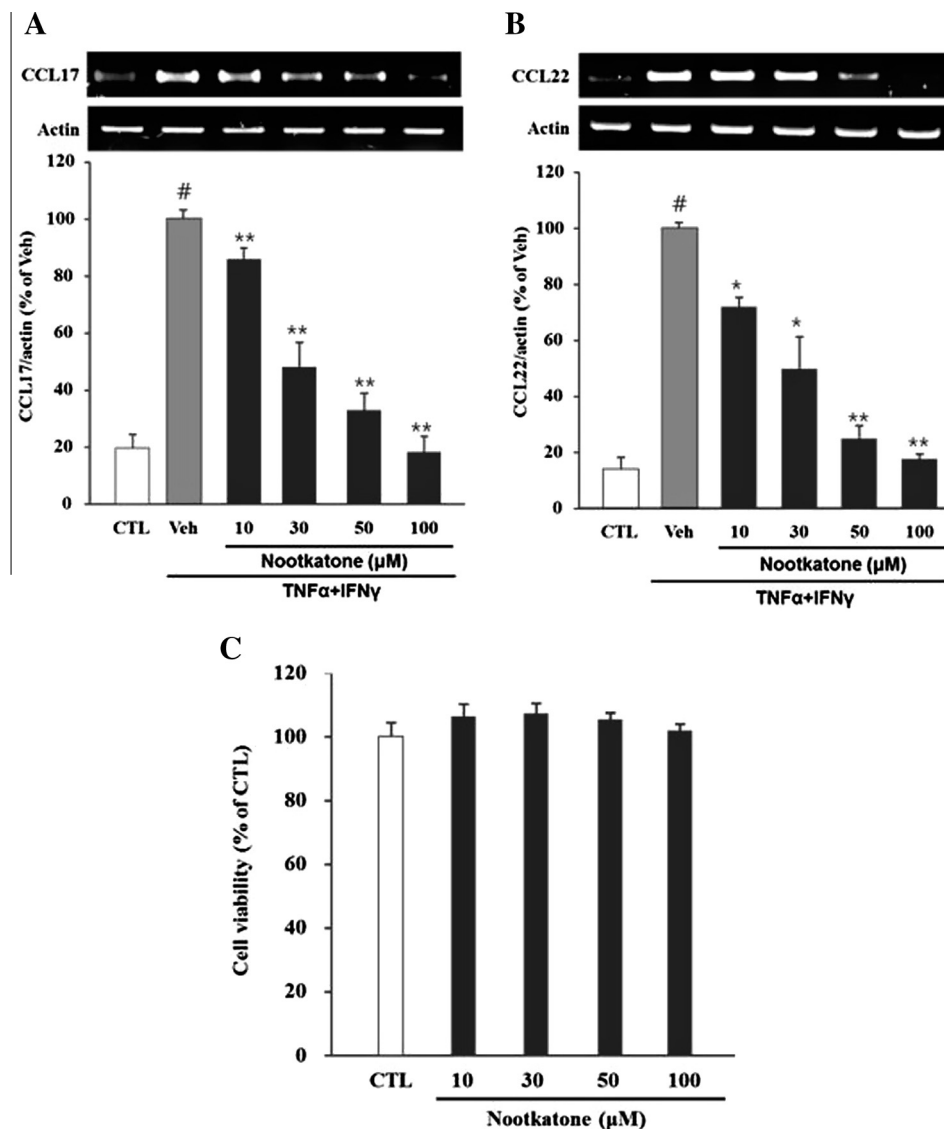 A
CCL17
Actin
120
100
80
60
40
20
0
CCL17/actin (% of Veh)
#
**
**
**
**
CTL Veh 10 30 50 100
Nootkatone (μM)
TNFα+IFNγ
B
CCL22
Actin
120
100
80
60
40
20
0
CCL22/actin (% of Veh)
#
*
*
**
**
CTL Veh 10 30 50 100
Nootkatone (μM)
TNFα+IFNγ
C
120
100
80
60
40
20
0
Cell viability (% of CTL)
CTL 10 30 50 100
Nootkatone (μM)